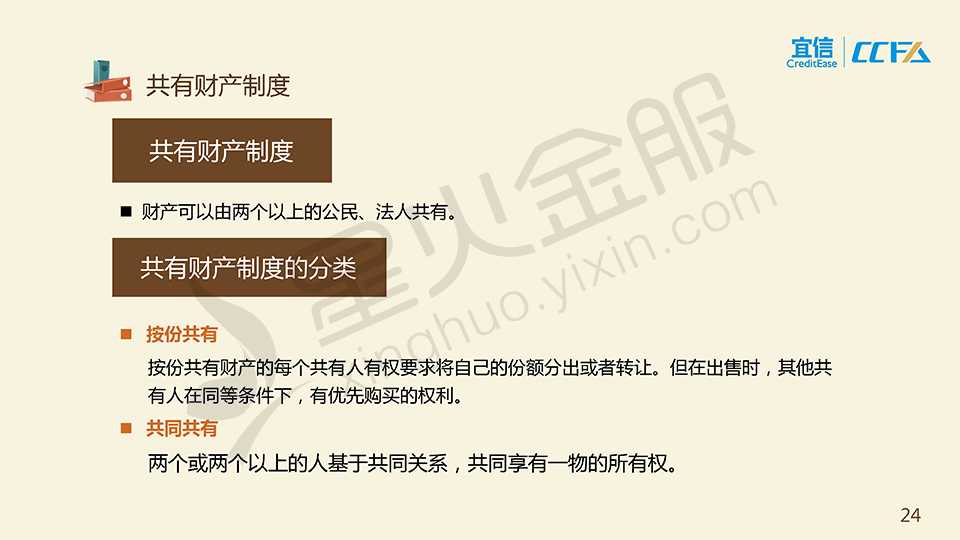 宜信
CreditEase
CCFA
共有财产制度
共有财产制度
■ 财产可以由两个以上的公民、法人共有。
共有财产制度的分类
■ 按份共有
按份共有财产的每个共有人有权要求将自己的份额分出或者转让。但在出售时，其他共
有人在同等条件下，有优先购买的权利。
■ 共同共有
两个或两个以上的人基于共同关系，共同享有一物的所有权。
星火金服
xinghuo.yixin.com
24